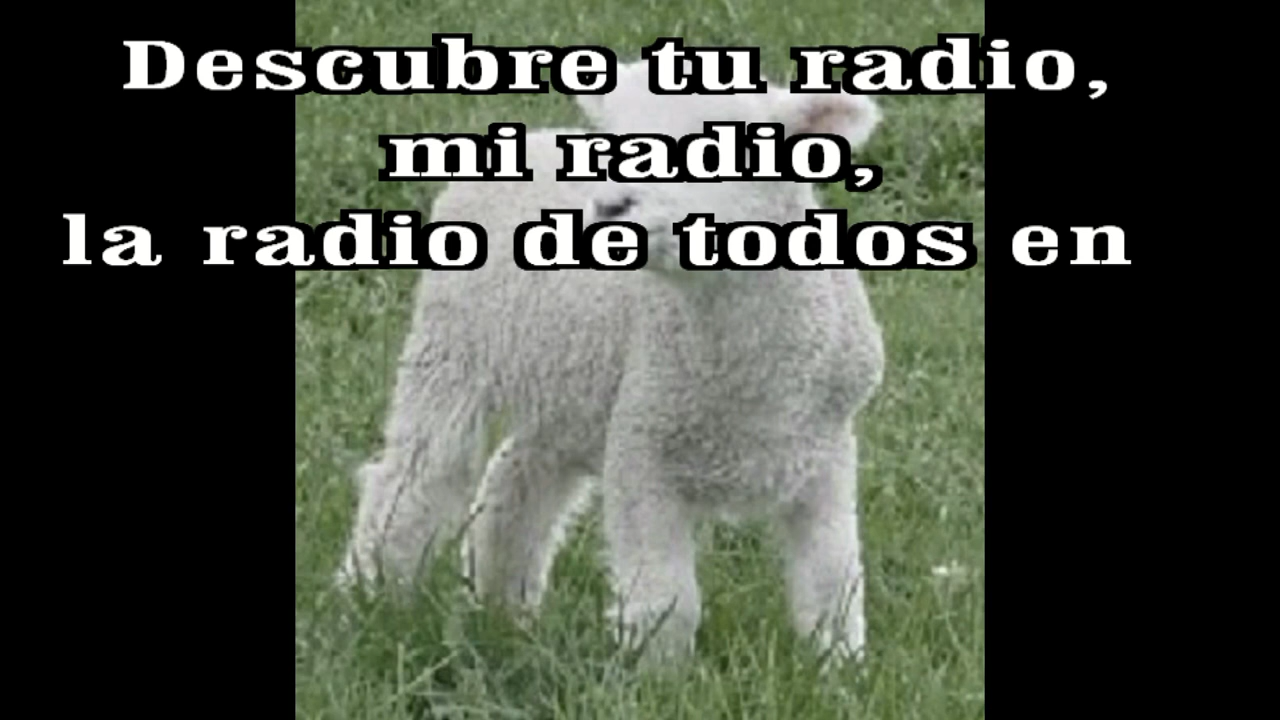 Descubre tu radio,
mi radio,
la radio de todos en